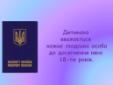 Дитиною
вважається
кожна людська особа
до досягнення нею
18-ти років.